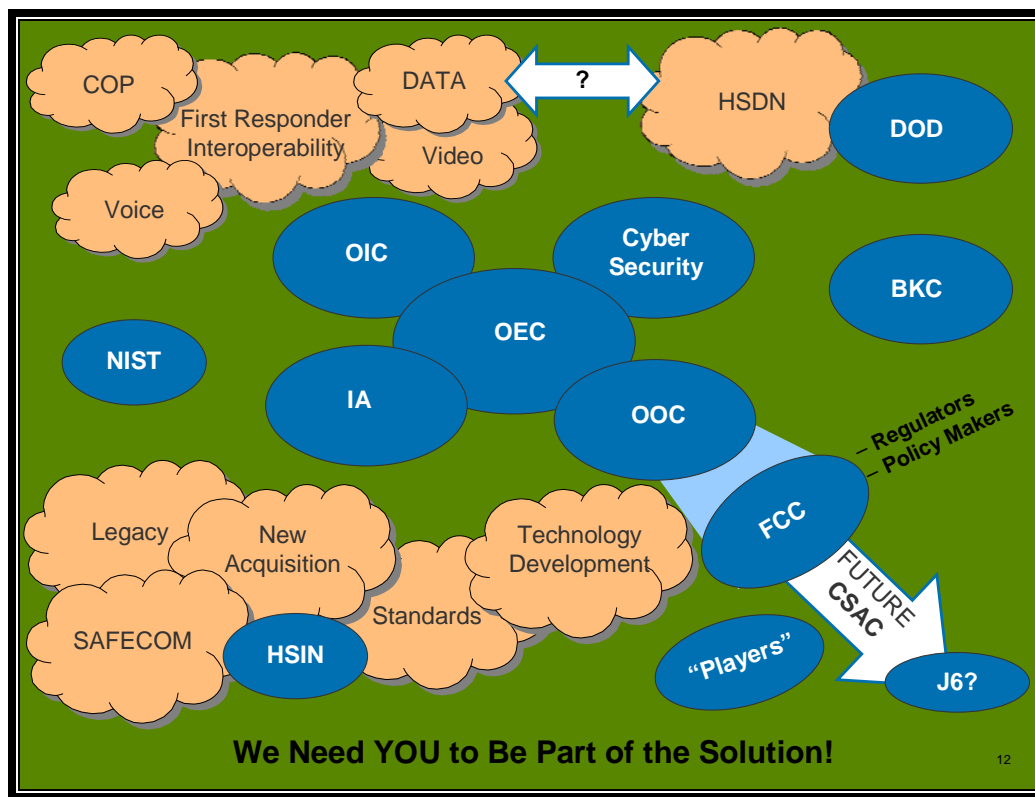 COP
First Responder
Interoperability
DATA
Video
Voice
?
HSDN
DOD
OIC
Cyber
Security
BKC
OEC
NIST
IA
OOC
– Regulators
– Policy Makers
FCC
Legacy
New
Acquisition
Technology
Development
Standards
SAFECOM
HSIN
FUTURE
CSAC
“Players”
J6?
We Need YOU to Be Part of the Solution!
12